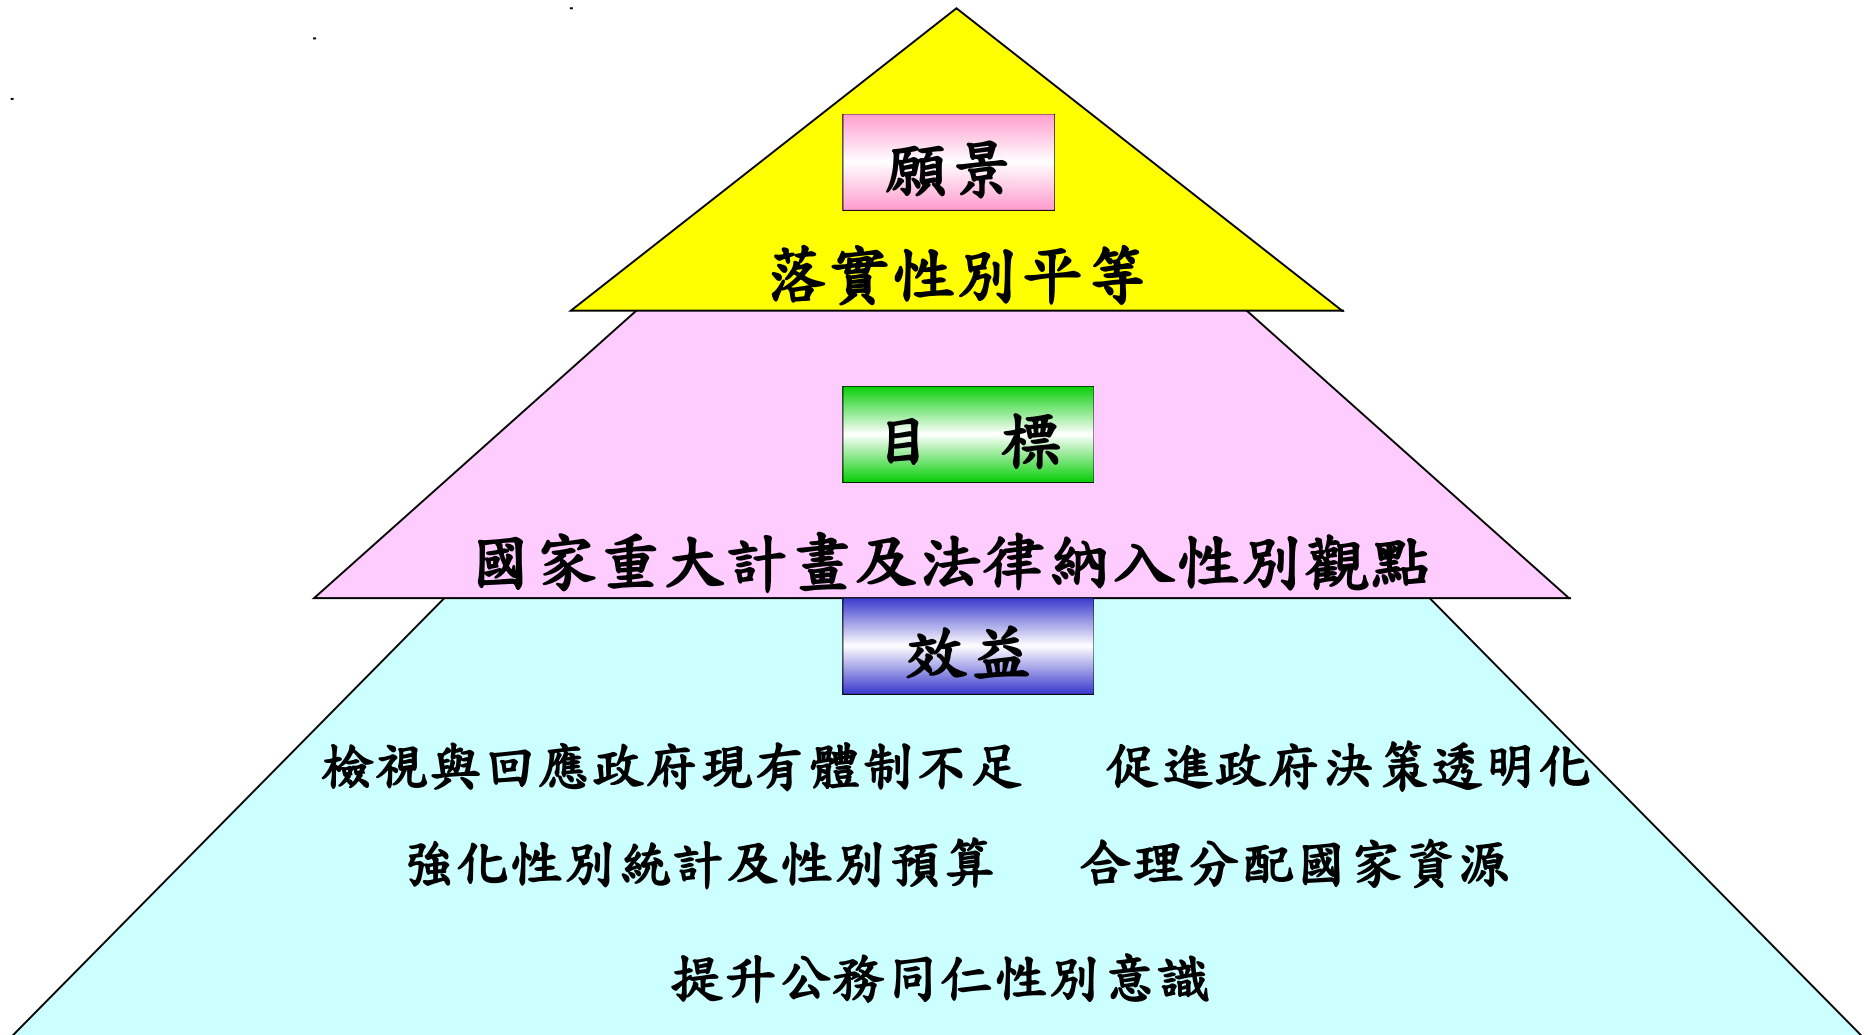 願景
落實性別平等
目　標
國家重大計畫及法律納入性別觀點
效益
檢視與回應政府現有體制不足　促進政府決策透明化
強化性別統計及性別預算　合理分配國家資源
提升公務同仁性別意識